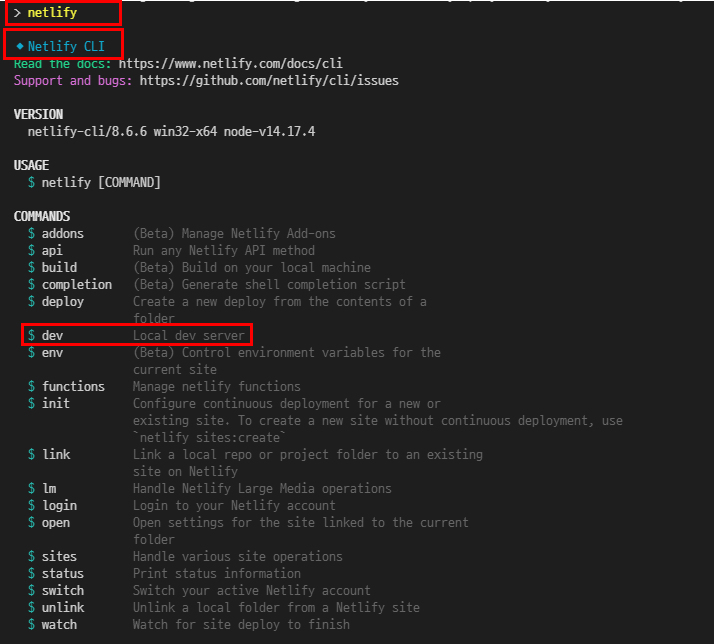 > netlify
◆ Netlify CLI
Read the docs: https://www.netlify.com/docs/cli
Support and bugs: https://github.com/netlify/cli/issues
VERSION
netlify-cli/8.6.6 win32-x64 node-v14.17.4
USAGE
$ netlify [COMMAND]
COMMANDS
$ addons (Beta) Manage Netlify Add-ons
$ api Run any Netlify API method
$ build (Beta) Build on your local machine
$ completion (Beta) Generate shell completion script
$ deploy Create a new deploy from the contents of a
folder
$ dev Local dev server
$ env (Beta) Control environment variables for the
current site
$ functions Manage netlify functions
$ init Configure continuous deployment for a new or
existing site. To create a new site without continuous deployment, use
`netlify sites:create`
$ link Link a local repo or project folder to an existing
site on Netlify
$ lm Handle Netlify Large Media operations
$ login Login to your Netlify account
$ open Open settings for the site linked to the current
folder
$ sites Handle various site operations
$ status Print status information
$ switch Switch your active Netlify account
$ unlink Unlink a local folder from a Netlify site
$ watch Watch for site deploy to finish